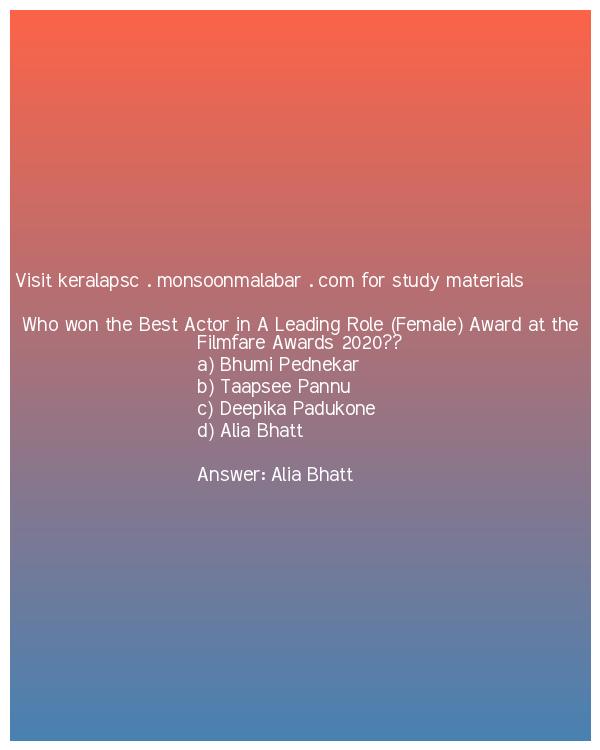 Visit keralapsc . monsoonmalabar . com for study materials
Who won the Best Actor in A Leading Role (Female) Award at the
Filmfare Awards 2020??
a) Bhumi Pednekar
b) Taapsee Pannu
c) Deepika Padukone
d) Alia Bhatt
Answer: Alia Bhatt